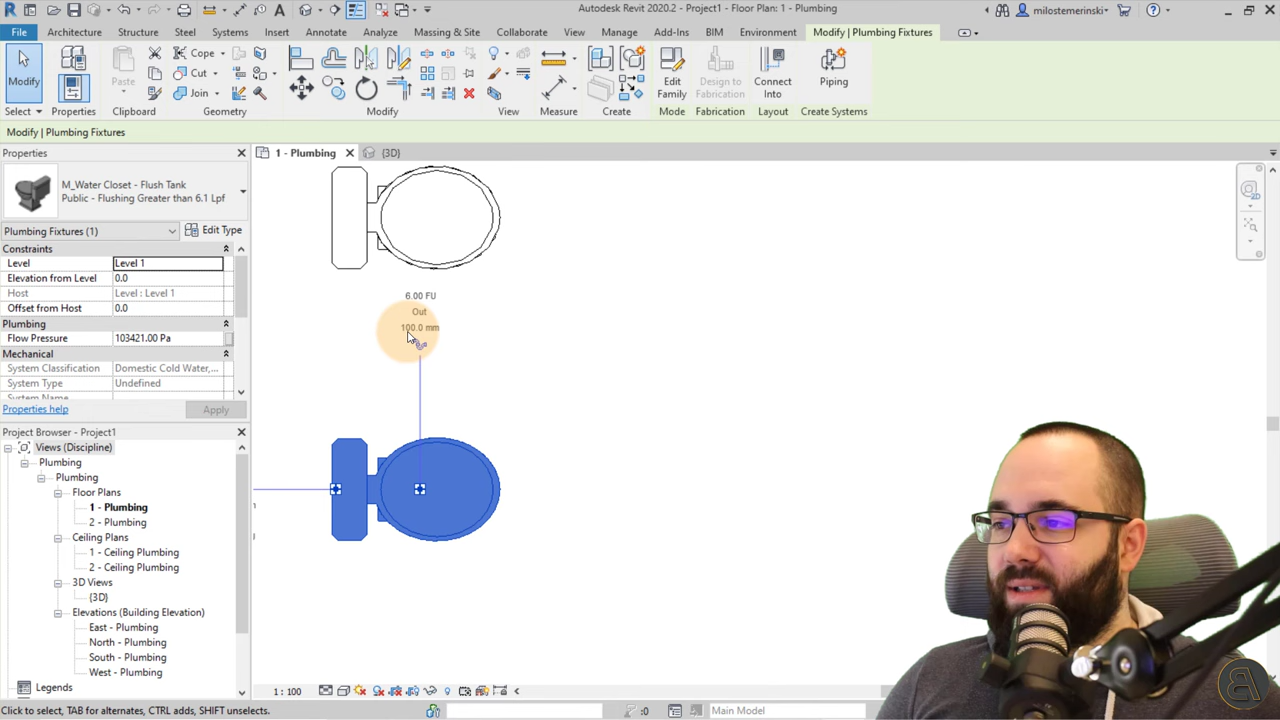 Autodesk Revit 2020.2 - Project1 - Floor Plan: 1 - Plumbing
milostemerinski
File
Architecture
Structure
Steel
Systems
Insert
Annotate
Analyze
Massing & Site
Collaborate
View
Manage
Add-Ins
BIM
Environment
Modify | Plumbing Fixtures
Modify
Select
Properties
Paste
Clipboard
Cope
Cut
Join
Geometry
Modify
View
Measure
Create
Edit
Family
Mode
Design to
Fabrication
Fabrication
Connect
Into
Layout
Piping
Create Systems
Modify | Plumbing Fixtures
Properties
M_Water Closet - Flush Tank
Public - Flushing Greater than 6.1 Lpf
Plumbing Fixtures (1)
Edit Type
Constraints
Level
Level 1
Elevation from Level
0.0
Host
Level : Level 1
Offset from Host
0.0
Plumbing
Flow Pressure
103421.00 Pa
Mechanical
System Classification
Domestic Cold Water,...
System Type
Undefined
Properties help
Apply
Project Browser - Project1
Views (Discipline)
Plumbing
Plumbing
Floor Plans
1 - Plumbing
2 - Plumbing
Ceiling Plans
1 - Ceiling Plumbing
2 - Ceiling Plumbing
3D Views
{3D}
Elevations (Building Elevation)
East - Plumbing
North - Plumbing
South - Plumbing
West - Plumbing
Legends
1 - Plumbing
{3D}
6.00 FU
Out
100.0 mm
2D
1 : 100
Click to select, TAB for alternates, CTRL adds, SHIFT unselects.
:0
Main Model